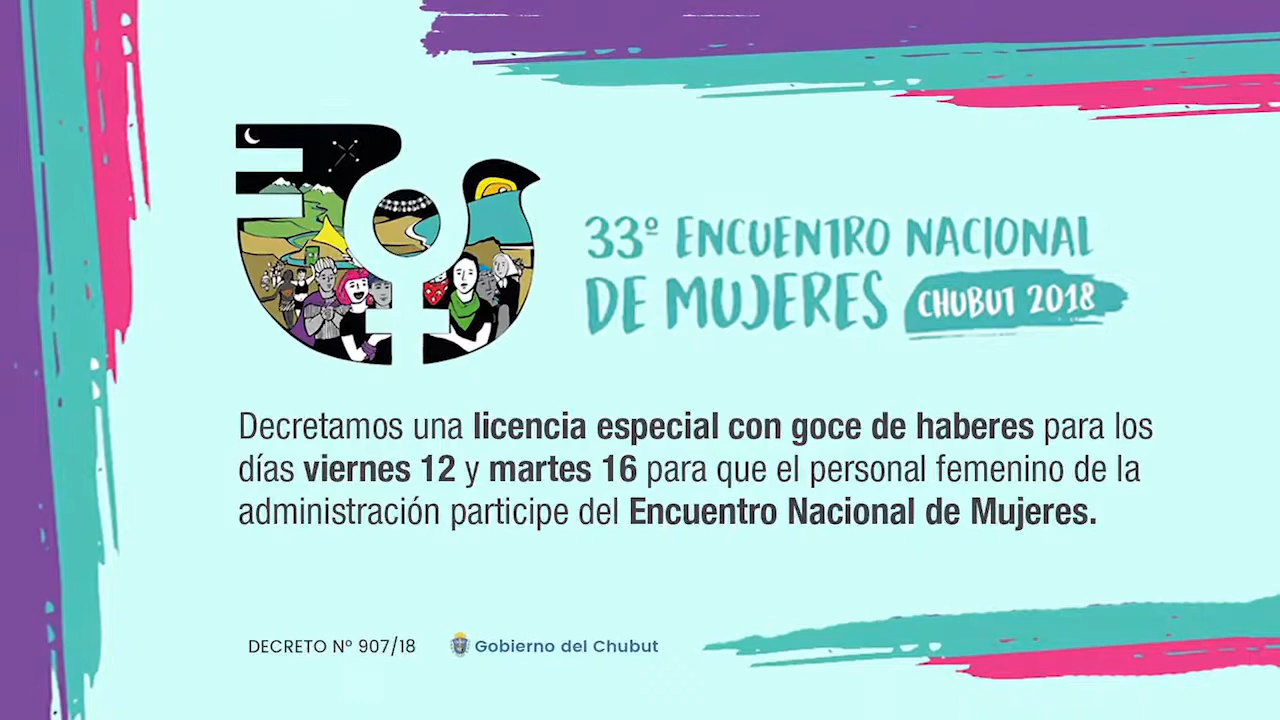 33º ENCUENTRO NACIONAL
DE MUJERES CHUBUT 2018
Decretamos una licencia especial con goce de haberes para los
días viernes 12 y martes 16 para que el personal femenino de la
administración participe del Encuentro Nacional de Mujeres.
DECRETO Nº 907/18 Gobierno del Chubut